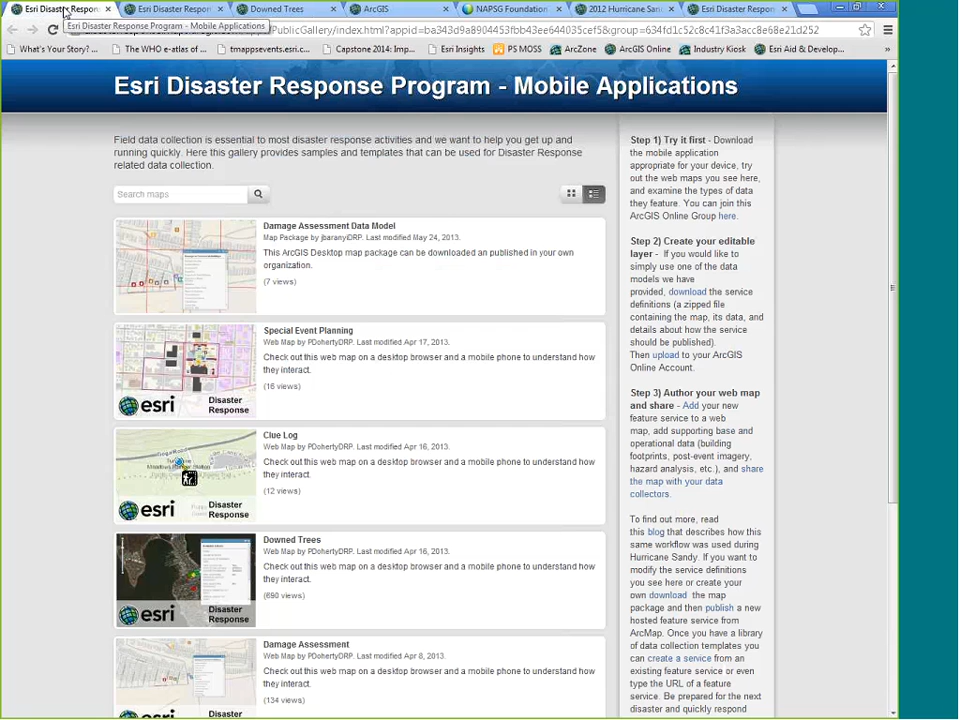 Esri Disaster Respon
Esri Disaster Respon
Downed Trees
ArcGIS
NAPSG Foundation
2012 Hurricane San
Esri Disaster Respon
Esri Disaster Response Program - Mobile Applications
PublicGallery/index.html?appid=ba343d9a8904453fbb43ee644035cef5&group=634fd1c52c8c41f3a3acc8e68e21d252
What's Your Story? ...
The WHO e-atlas of ...
tmappsevents.esri.c...
Capstone 2014: Imp...
Esri Insights
PS MOSS
ArcZone
ArcGIS Online
Industry Kiosk
Esri Aid & Develop...
»
Esri Disaster Response Program - Mobile Applications
Field data collection is essential to most disaster response activities and we want to help you get up and
running quickly. Here this gallery provides samples and templates that can be used for Disaster Response
related data collection.
Search maps
Damage Assessment Data Model
Map Package by jbaranyiDRP. Last modified May 24, 2013.
This ArcGIS Desktop map package can be downloaded an published in your own
organization.
(7 views)
Special Event Planning
Web Map by PDohertyDRP. Last modified Apr 17, 2013.
Check out this web map on a desktop browser and a mobile phone to understand how
they interact.
(16 views)
esri
Disaster
Response
Clue Log
Web Map by PDohertyDRP. Last modified Apr 16, 2013.
Check out this web map on a desktop browser and a mobile phone to understand how
they interact.
(12 views)
esri
Disaster
Response
Downed Trees
Web Map by PDohertyDRP. Last modified Apr 16, 2013.
Check out this web map on a desktop browser and a mobile phone to understand how
they interact.
(690 views)
esri
Disaster
Response
Damage Assessment
Web Map by PDohertyDRP. Last modified Apr 8, 2013.
Check out this web map on a desktop browser and a mobile phone to understand how
they interact.
(134 views)
Disaster
Step 1) Try it first - Download
the mobile application
appropriate for your device, try
out the web maps you see here,
and examine the types of data
they feature. You can join this
ArcGIS Online Group here.
Step 2) Create your editable
layer - If you would like to
simply use one of the data
models we have
provided, download the service
definitions (a zipped file
containing the map, its data, and
details about how the service
should be published).
Then upload to your ArcGIS
Online Account.
Step 3) Author your web map
and share - Add your new
feature service to a web
map, add supporting base and
operational data (building
footprints, post-event imagery,
hazard analysis, etc.), and share
the map with your data
collectors.
To find out more, read
this blog that describes how this
same workflow was used during
Hurricane Sandy. If you want to
modify the service definitions
you see here or create your
own download the map
package and then publish a new
hosted feature service from
ArcMap. Once you have a library
of data collection templates you
can create a service from an
existing feature service or even
type the URL of a feature
service. Be prepared for the next
disaster and quickly respond